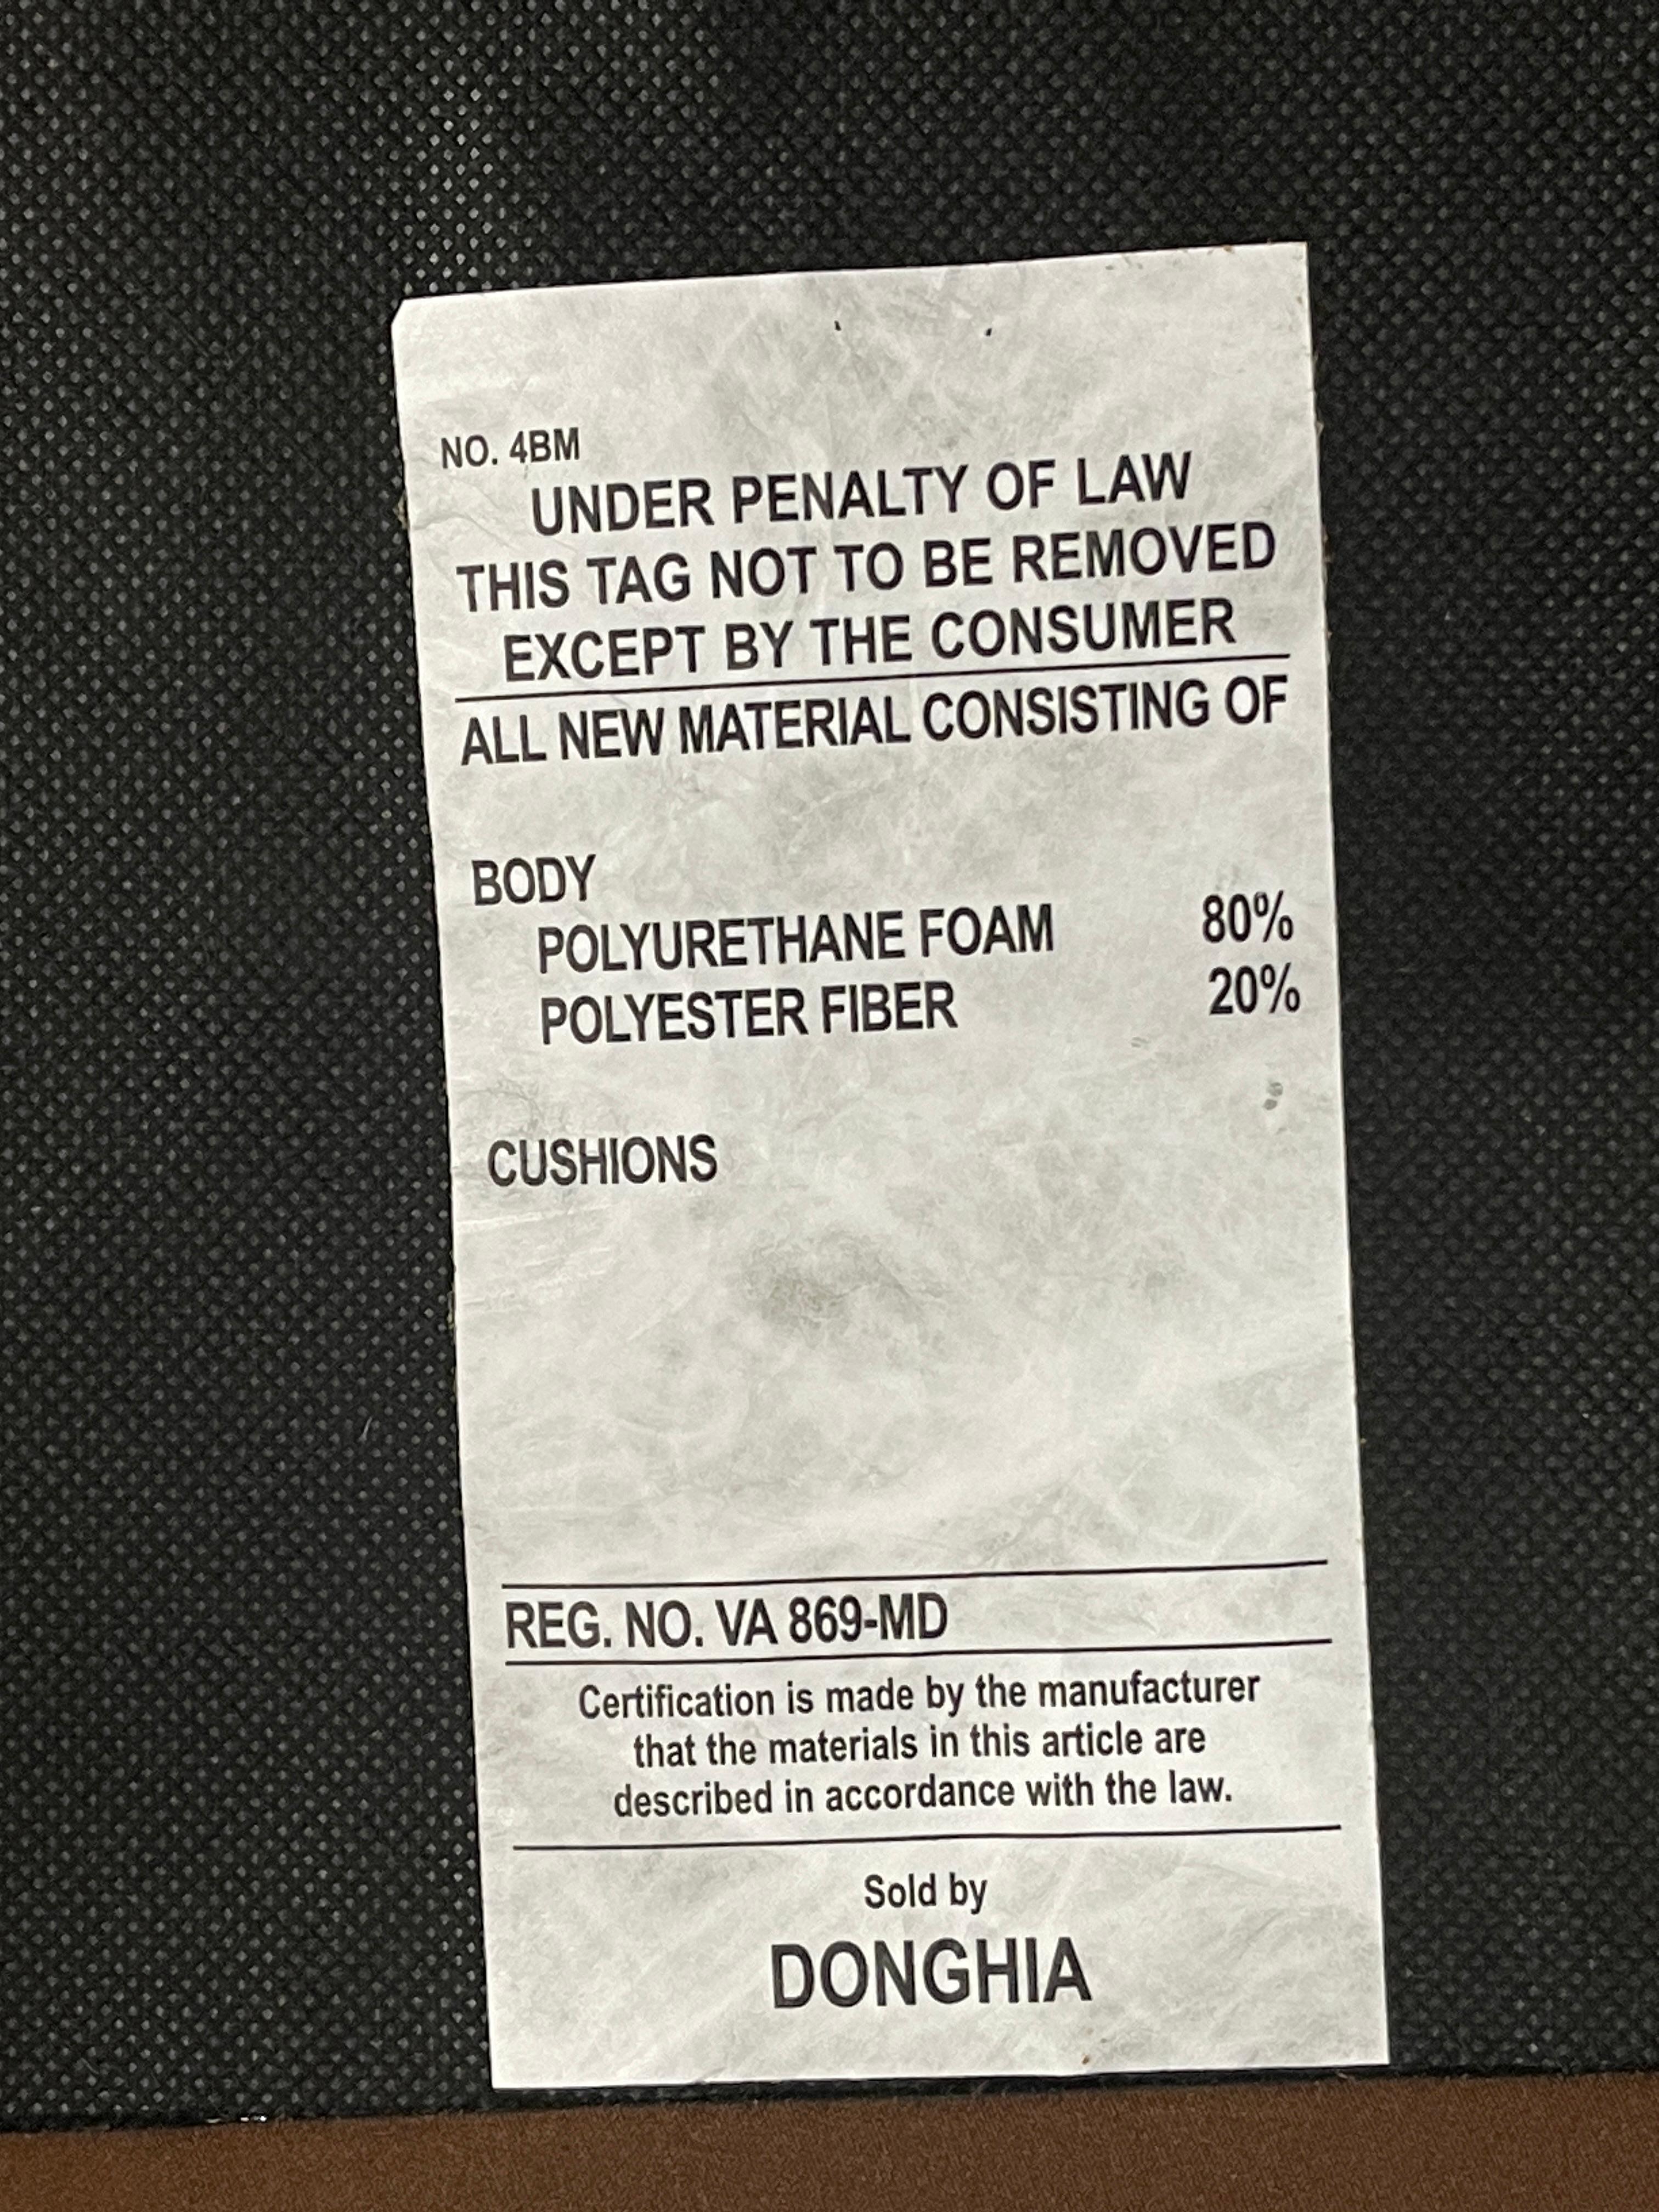 NO. 4BM
UNDER PENALTY OF LAW
THIS TAG NOT TO BE REMOVED
EXCEPT BY THE CONSUMER
ALL NEW MATERIAL CONSISTING OF
BODY
POLYURETHANE FOAM 80%
POLYESTER FIBER 20%
CUSHIONS
REG. NO. VA 869-MD
Certification is made by the manufacturer
that the materials in this article are
described in accordance with the law.
Sold by
DONGHIA